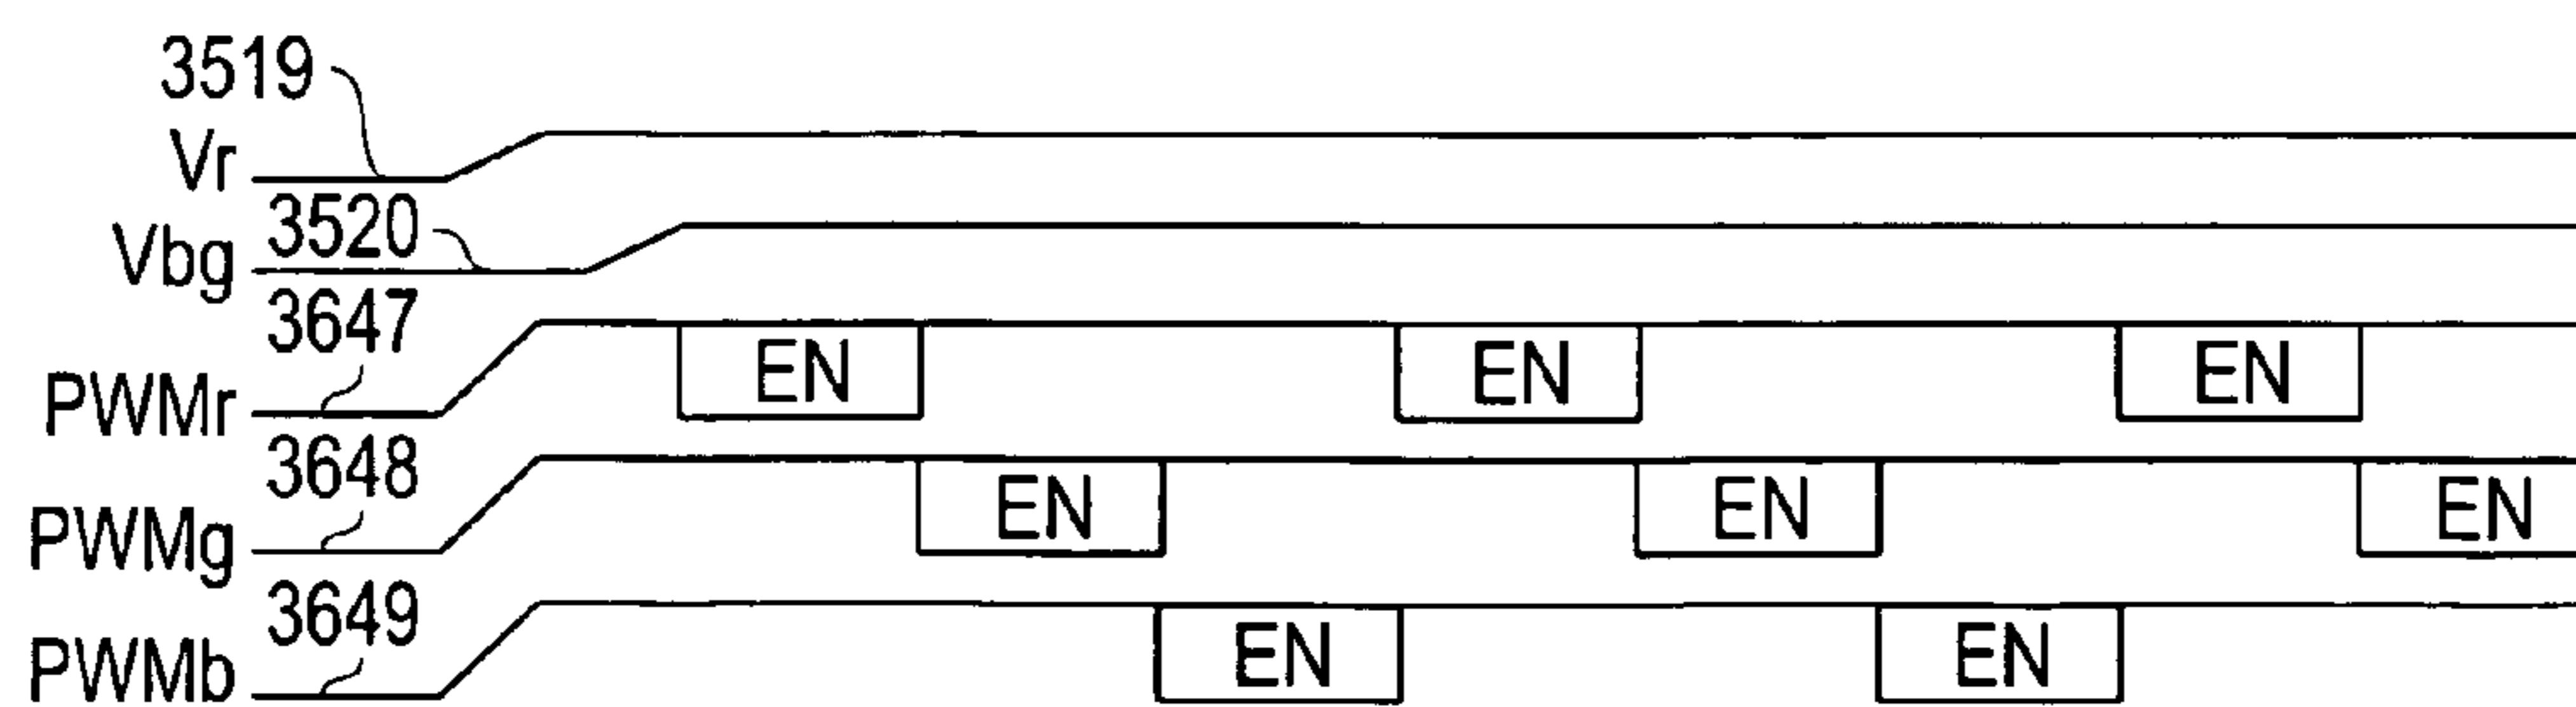 3519
Vr
3520
Vbg
3647
PWMr EN EN EN
3648
PWMg EN EN EN
3649
PWMb EN EN